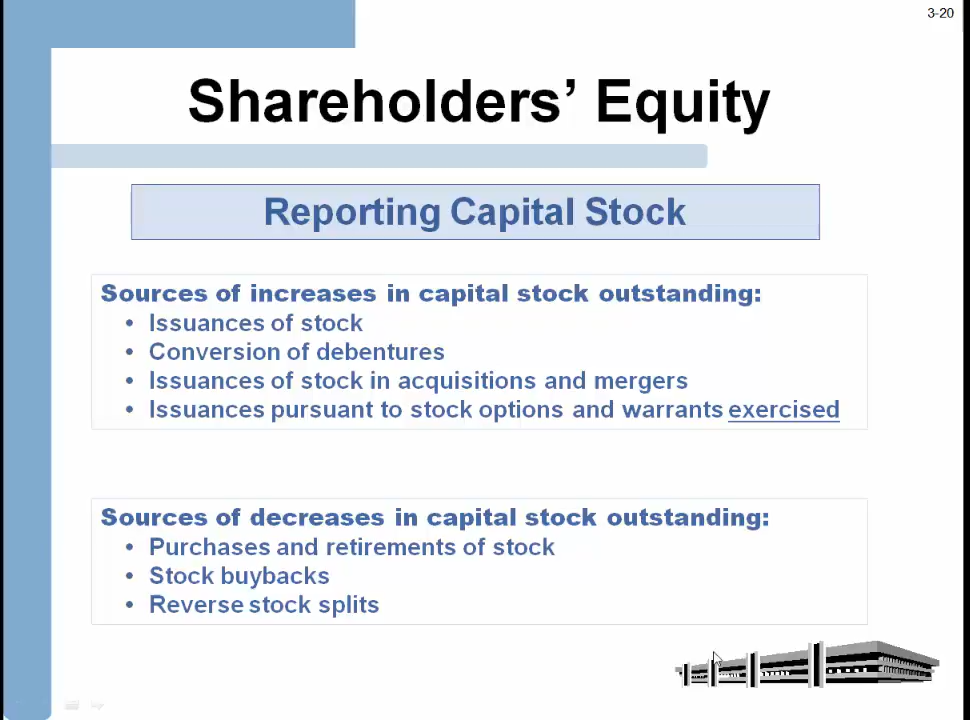 3-20
Shareholders’ Equity
Reporting Capital Stock
Sources of increases in capital stock outstanding:
• Issuances of stock
• Conversion of debentures
• Issuances of stock in acquisitions and mergers
• Issuances pursuant to stock options and warrants exercised
Sources of decreases in capital stock outstanding:
• Purchases and retirements of stock
• Stock buybacks
• Reverse stock splits